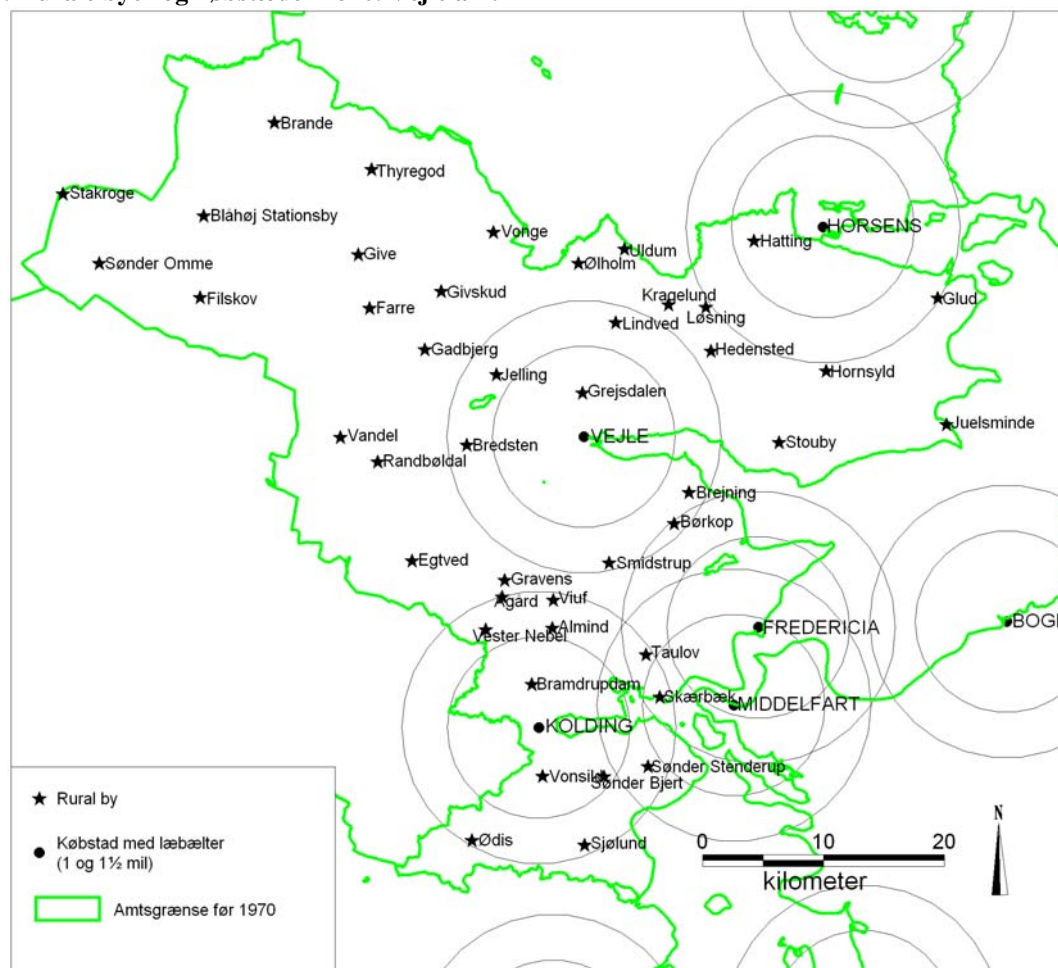 Brande
Thyregod
Stakroge
Blåhøj Stationsby
Vonge
HORSENS
Hatting
Uldum
Give
Ølholm
Sønder Omme
Givskud
Filskov
Kragelund
Glud
Farre
Løsning
Lindved
Gadbjerg
Hedensted
Jelling
Hornsyld
Grejsdalen
Juelsminde
Vandel
VEJLE
Stouby
Bredsten
Randbøldal
Brejning
Børkop
Egtved
Smidstrup
Gravens
Ågård
Viuf
BOG
FREDERICIA
Almind
Vester Nebel
Taulov
Bramdrupdam
Skærbæk
MIDDELFART
KOLDING
Sønder Stenderup
Vonsild
Sønder Bjert
Ødis
Sjølund
N
0 10 20
kilometer
Rural by
Købstad med læbælter
(1 og 1½ mil)
Amtsgrænse før 1970